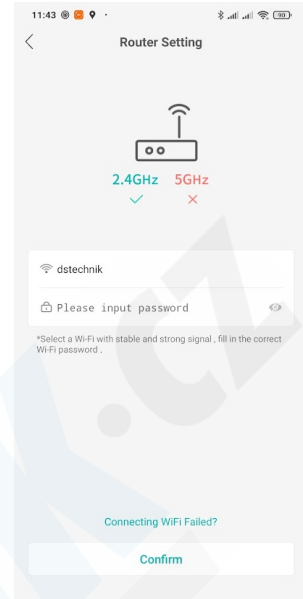 11:43
90
Router Setting
2.4GHz 5GHz
dstechnik
Please input password
*Select a Wi-Fi with stable and strong signal , fill in the correct
Wi-Fi password .
Connecting WiFi Failed?
Confirm